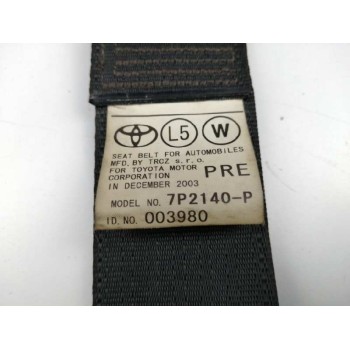 L5 W
SEAT BELT FOR AUTOMOBILES
MFD. BY TRCZ s.r.o.
FOR TOYOTA MOTOR
CORPORATION PRE
IN DECEMBER 2003
MODEL NO. 7P2140-P
ID.NO. 003980